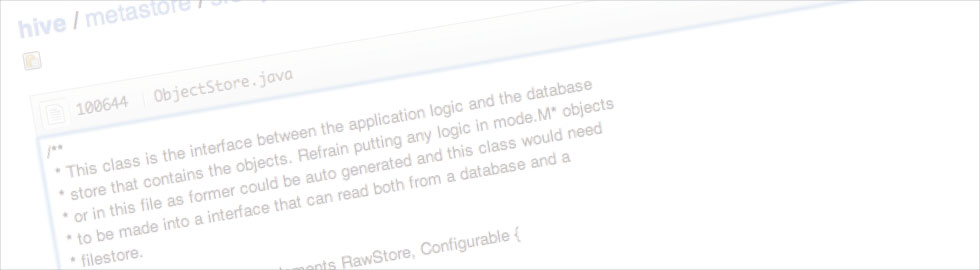 hive / metastore /
100644 ObjectStore.java
/**
* This class is the interface between the application logic and the database
* store that contains the objects. Refrain putting any logic in mode.M* objects
* or in this file as former could be auto generated and this class would need
* to be made into a interface that can read both from a database and a
* filestore.
RawStore, Configurable {